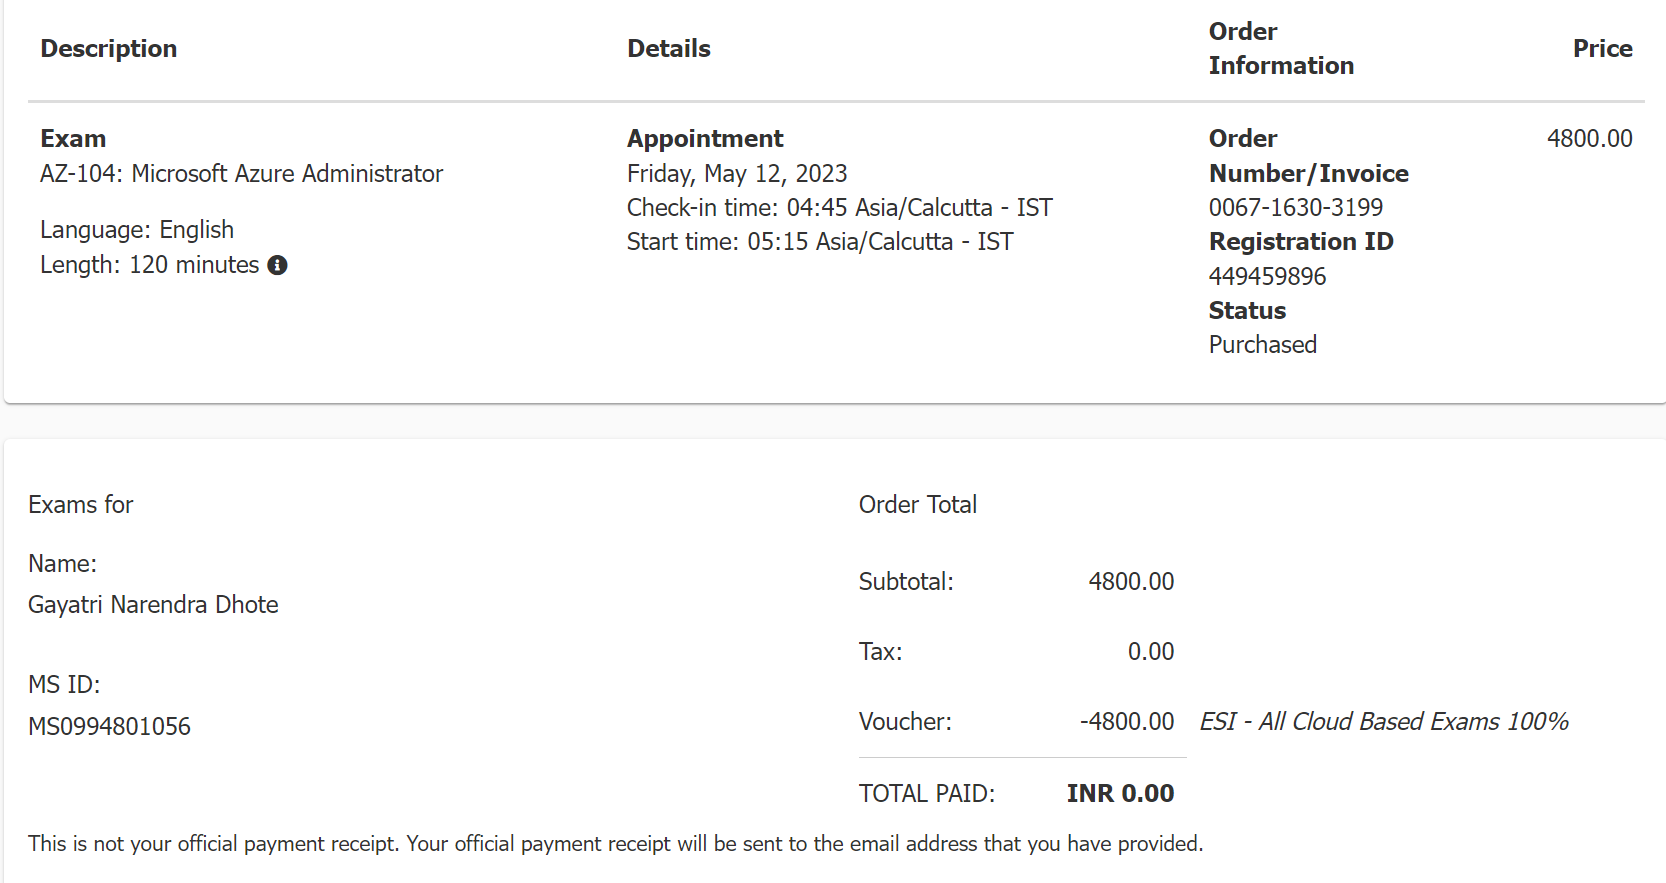 Description
Details
Order
Information
Price
Exam
AZ-104: Microsoft Azure Administrator
Language: English
Length: 120 minutes
Appointment
Friday, May 12, 2023
Check-in time: 04:45 Asia/Calcutta - IST
Start time: 05:15 Asia/Calcutta - IST
Order
Number/Invoice
0067-1630-3199
Registration ID
449459896
Status
Purchased
4800.00
Exams for
Name:
Gayatri Narendra Dhote
MS ID:
MS0994801056
Order Total
Subtotal: 4800.00
Tax: 0.00
Voucher: -4800.00 ESI - All Cloud Based Exams 100%
TOTAL PAID: INR 0.00
This is not your official payment receipt. Your official payment receipt will be sent to the email address that you have provided.